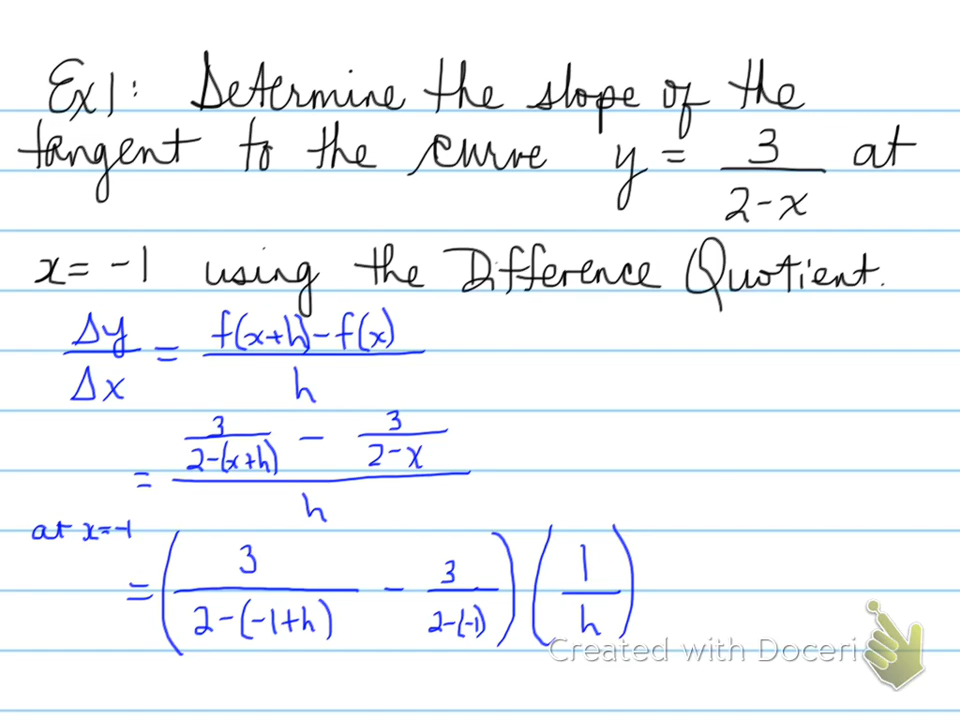 Ex1: Determine the slope of the
tangent to the curve y = 3/(2-x) at
x = -1 using the Difference Quotient.
Δy/Δx = (f(x+h)-f(x))/h
= (3/(2-(x+h)) - 3/(2-x))/h
at x=-1
= (3/(2-(-1+h)) - 3/(2-(-1))) (1/h)
Created with Doceri